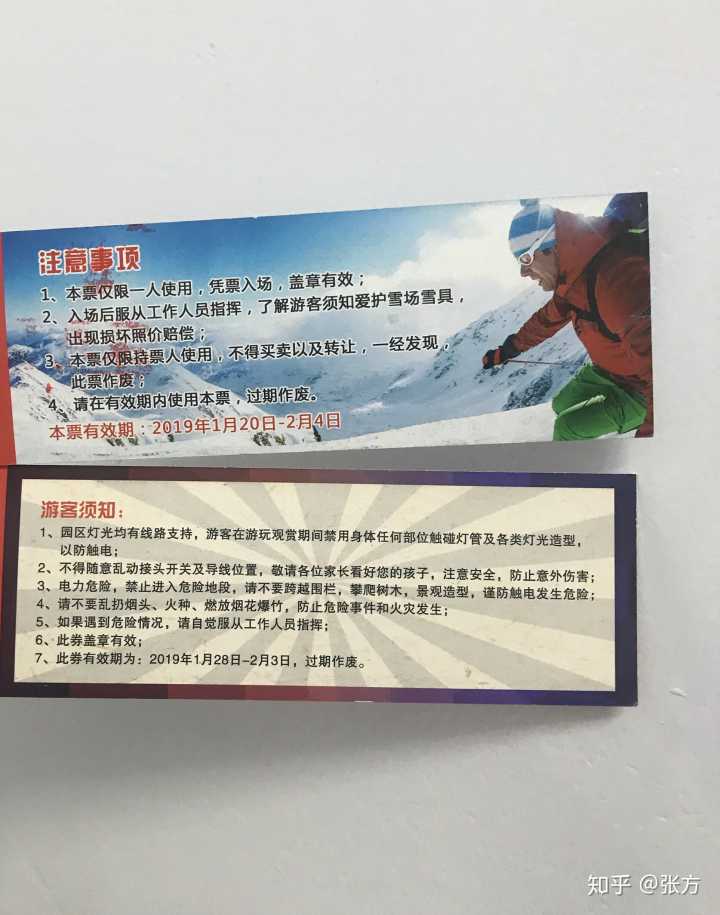 注意事项
1、本票仅限一人使用，凭票入场，盖章有效；
2、入场后服从工作人员指挥，了解游客须知爱护雪场雪具，
出现损坏照价赔偿；
3、本票仅限持票人使用，不得买卖以及转让，一经发现，
此票作废；
4、请在有效期内使用本票，过期作废。
本票有效期：2019年1月20日-2月4日
游客须知：
1、园区灯光均有线路支持，游客在游玩观赏期间禁用身体任何部位触碰灯管及各类灯光造型，
以防触电；
2、不得随意乱动接头开关及导线位置，敬请各位家长看好您的孩子，注意安全，防止意外伤害；
3、电力危险，禁止进入危险地段，请不要跨越围栏，攀爬树木，景观造型，谨防触电发生危险；
4、请不要乱扔烟头、火种、燃放烟花爆竹，防止危险事件和火灾发生；
5、如果遇到危险情况，请自觉服从工作人员指挥；
6、此券盖章有效；
7、此券有效期为：2019年1月28日-2月3日，过期作废。
知乎 @张方